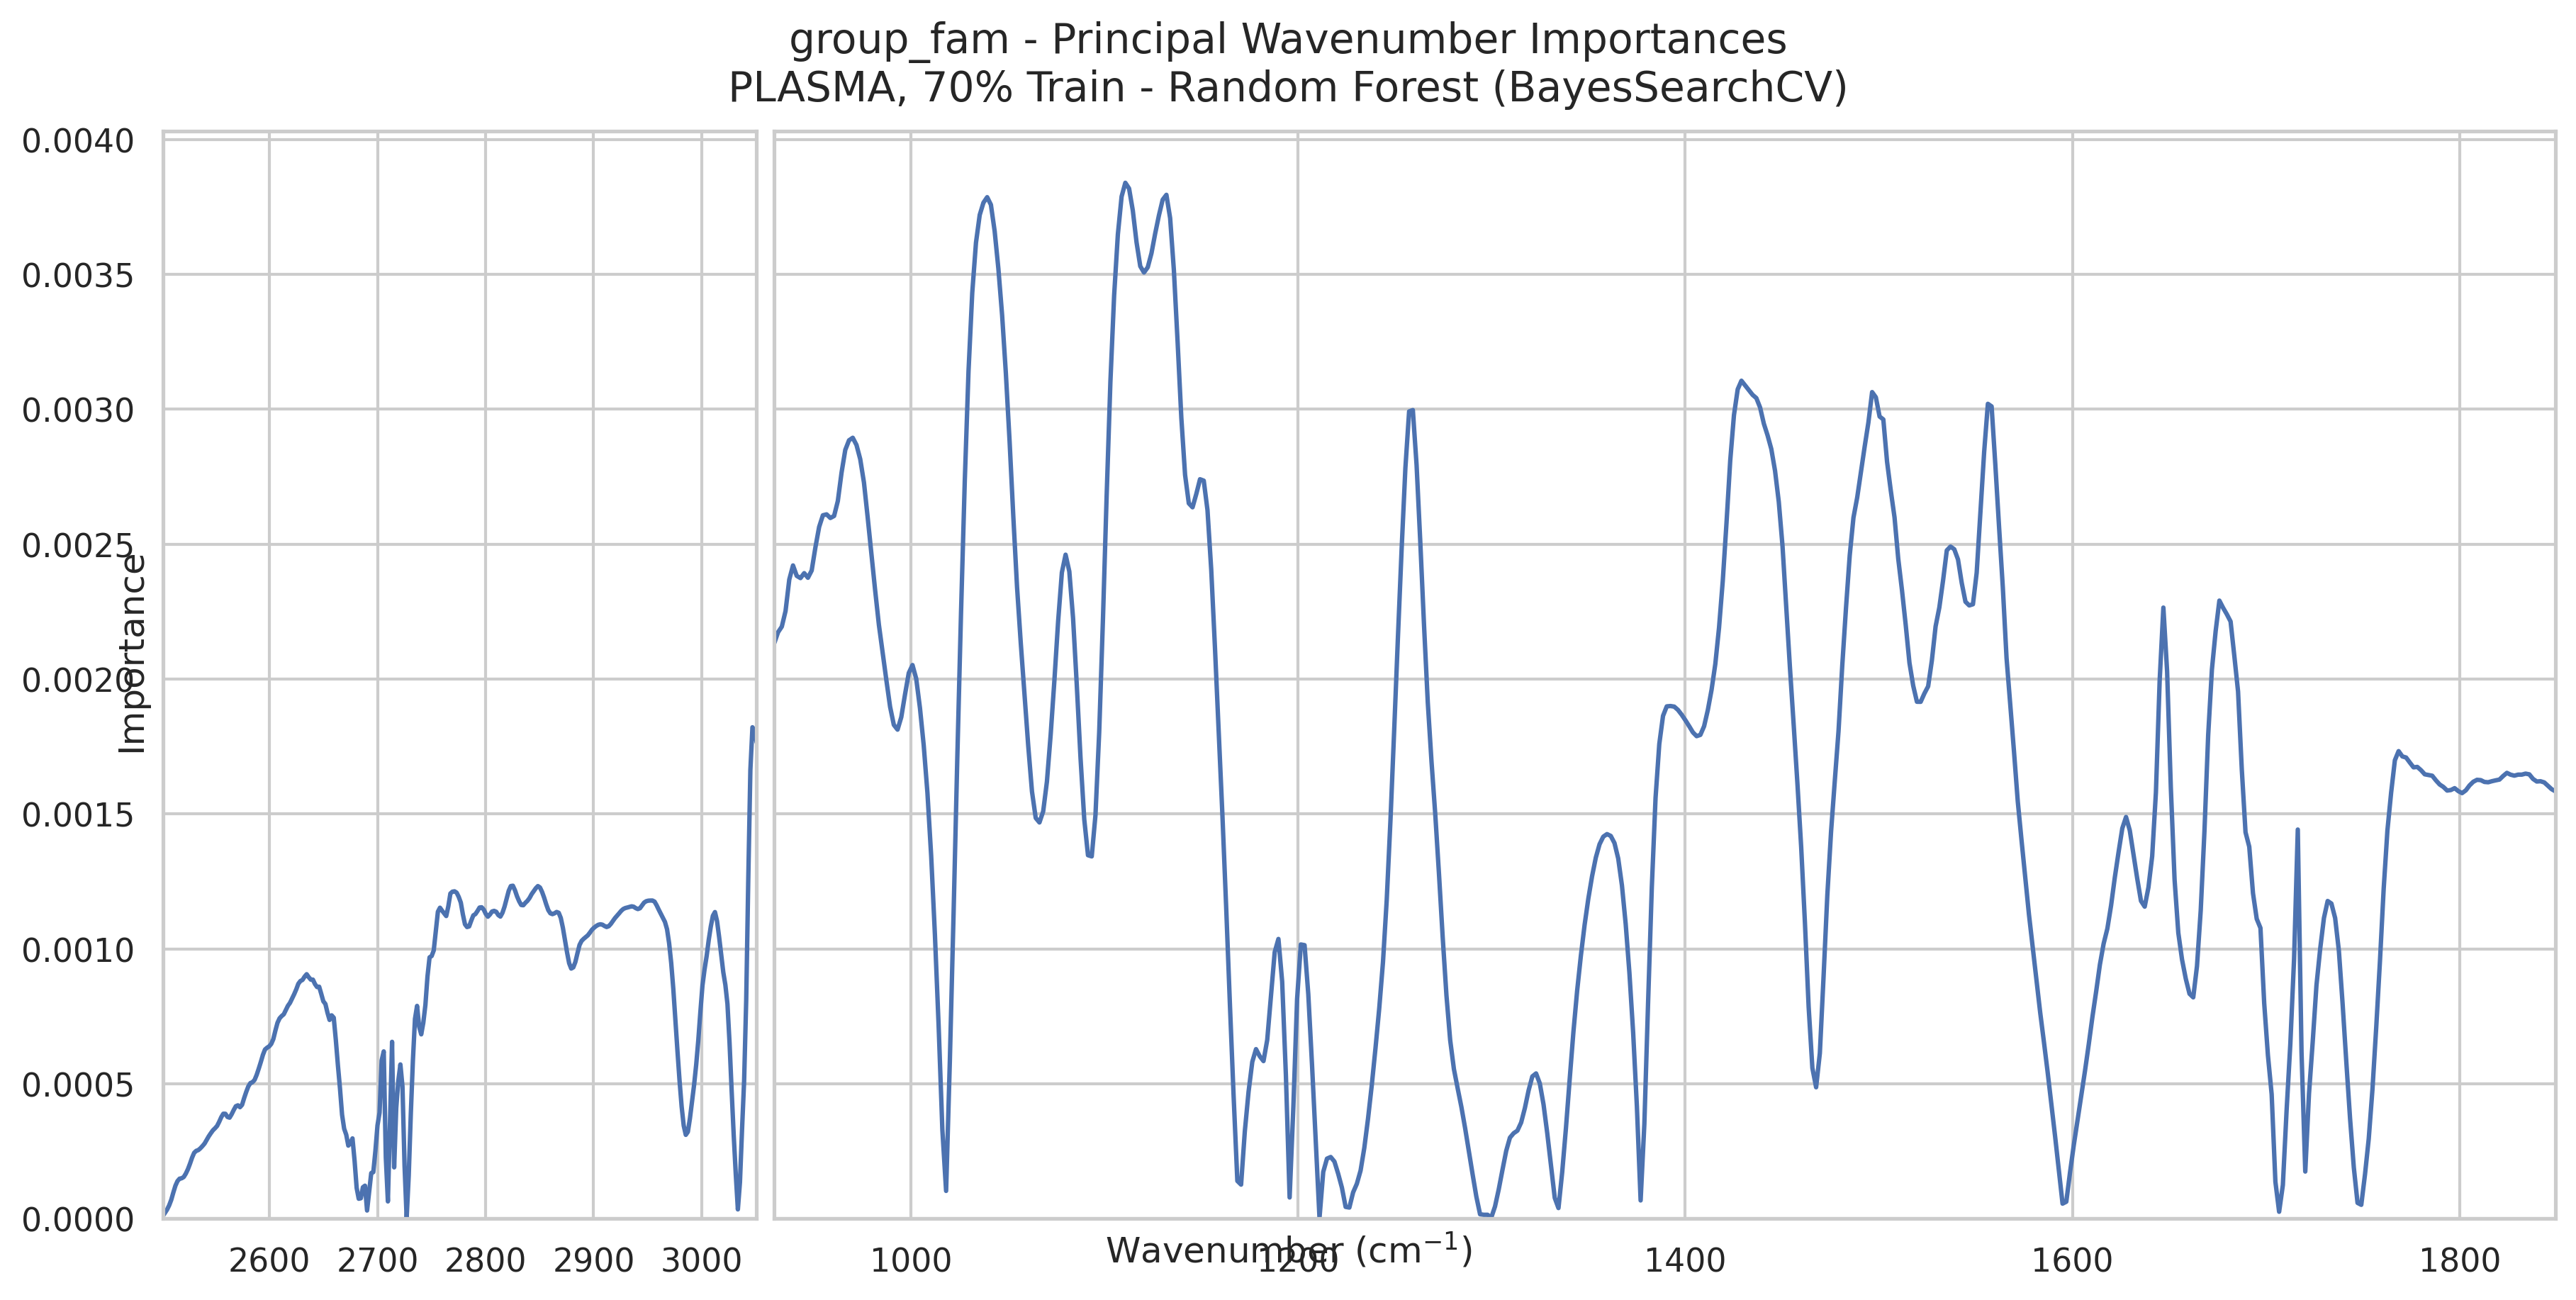 group_fam - Principal Wavenumber Importances
PLASMA, 70% Train - Random Forest (BayesSearchCV)
0.0040
0.0035
0.0030
0.0025
0.0020
0.0015
0.0010
0.0005
0.0000
Importance
2600 2700 2800 2900 3000 1000 1200 1400 1600 1800
Wavenumber (cm⁻¹)